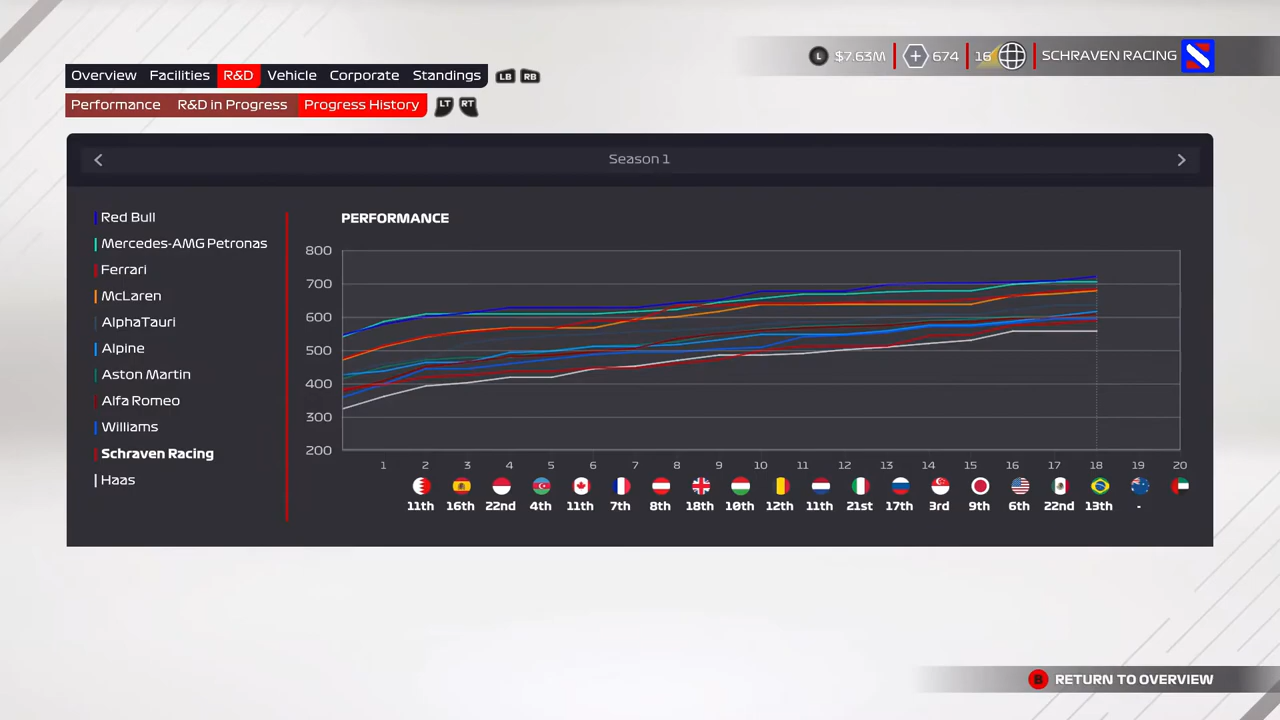 $7.63M 674 16 SCHRAVEN RACING
Overview Facilities R&D Vehicle Corporate Standings LB RB
Performance R&D in Progress Progress History LT RT
Season 1
Red Bull
Mercedes-AMG Petronas
Ferrari
McLaren
AlphaTauri
Alpine
Aston Martin
Alfa Romeo
Williams
Schraven Racing
Haas
PERFORMANCE
800
700
600
500
400
300
200
1 2 3 4 5 6 7 8 9 10 11 12 13 14 15 16 17 18 19 20
11th 16th 22nd 4th 11th 7th 8th 18th 10th 12th 11th 21st 17th 3rd 9th 6th 22nd 13th -
B RETURN TO OVERVIEW